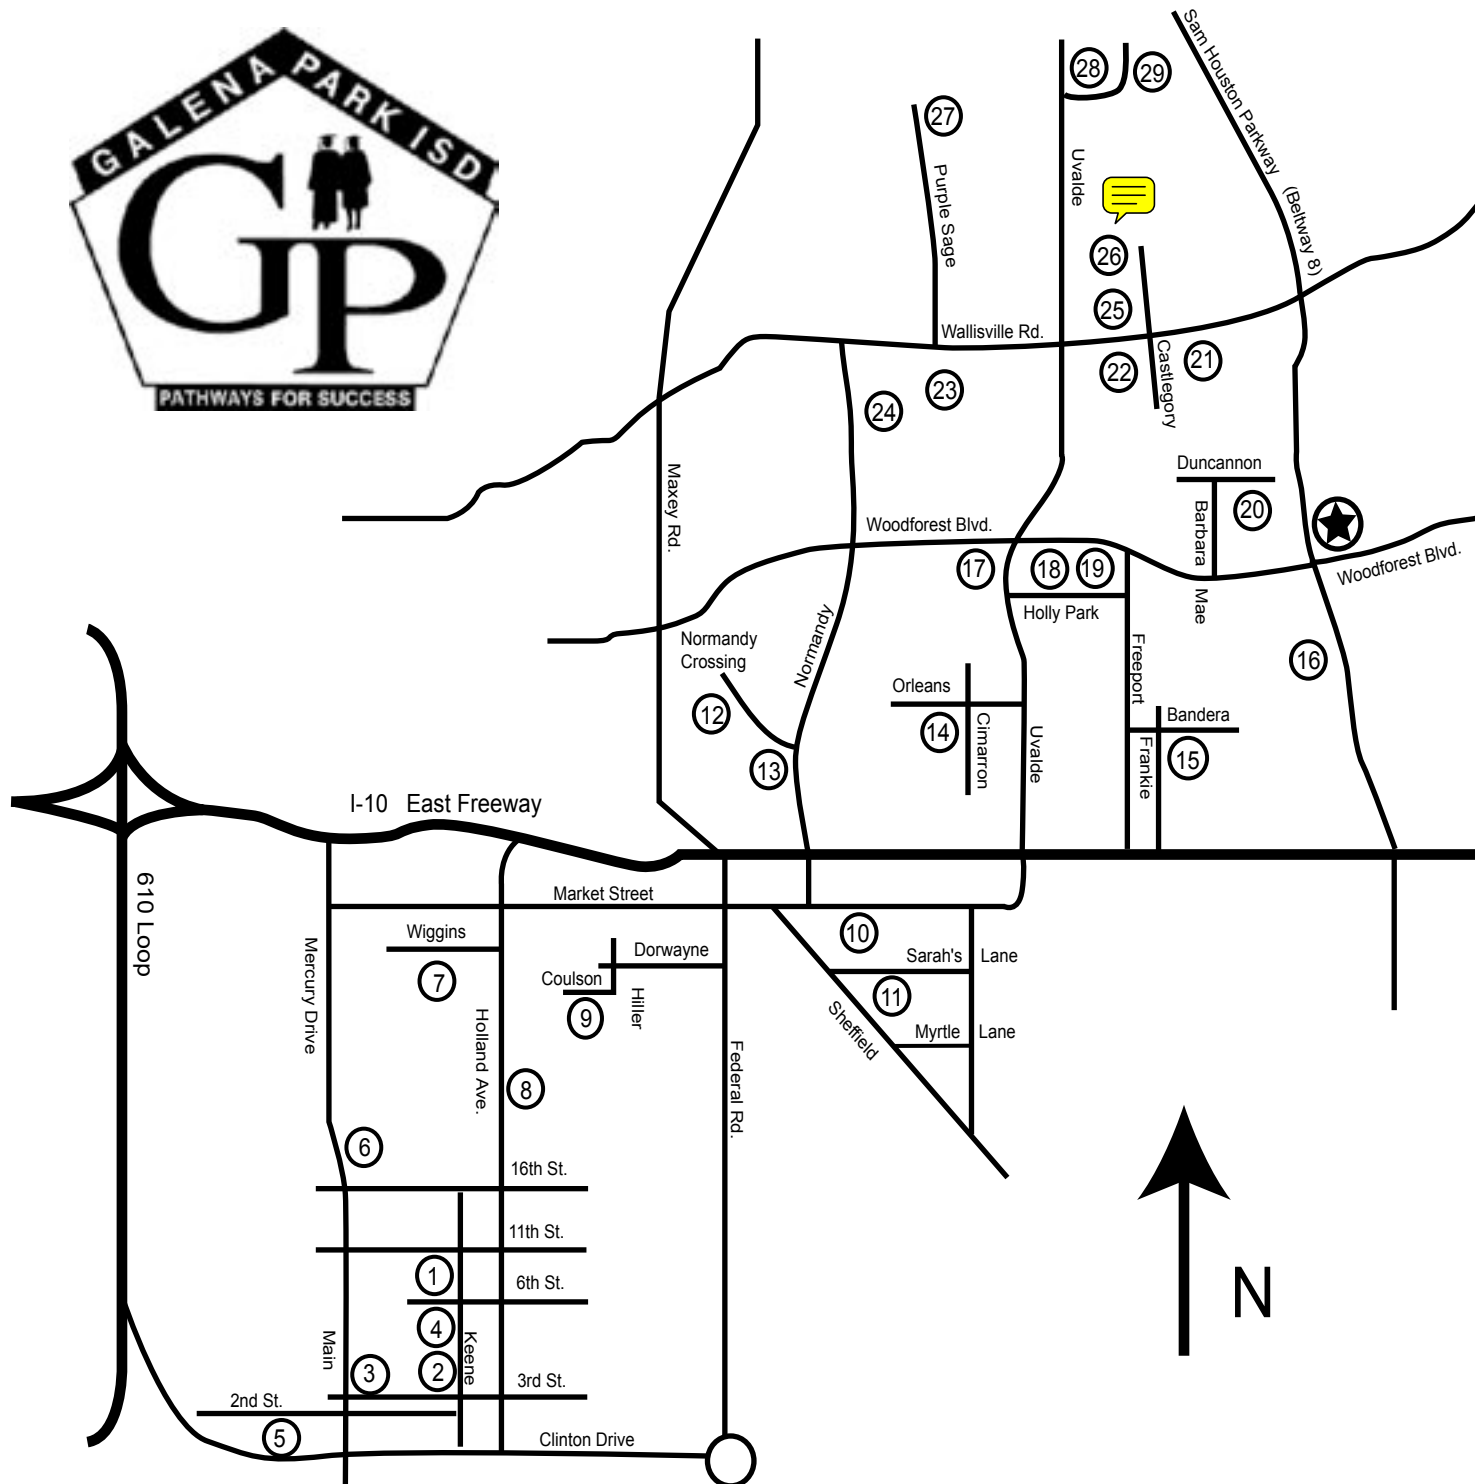 GALENA PARK ISD
GP
PATHWAYS FOR SUCCESS
Sam Houston Parkway (Beltway 8)
28
29
27
Purple Sage
Uvalde
26
25
Wallisville Rd.
22
Castlegory
21
23
24
Maxey Rd.
Duncannon
Barbara Mae
20
Woodforest Blvd.
Woodforest Blvd.
17
18
19
Holly Park
Normandy
Crossing
Normandy
Freeport
16
12
Orleans
14
Cimarron
Uvalde
Bandera
Frankie
15
13
I-10 East Freeway
610 Loop
Market Street
Mercury Drive
Wiggins
7
Dorwayne
Coulson
9
Hiller
10
Sarah's Lane
11
Sheffield
Myrtle Lane
Holland Ave.
8
Federal Rd.
6
16th St.
11th St.
1
6th St.
4
Main
Keene
3
2
3rd St.
2nd St.
5
Clinton Drive
N